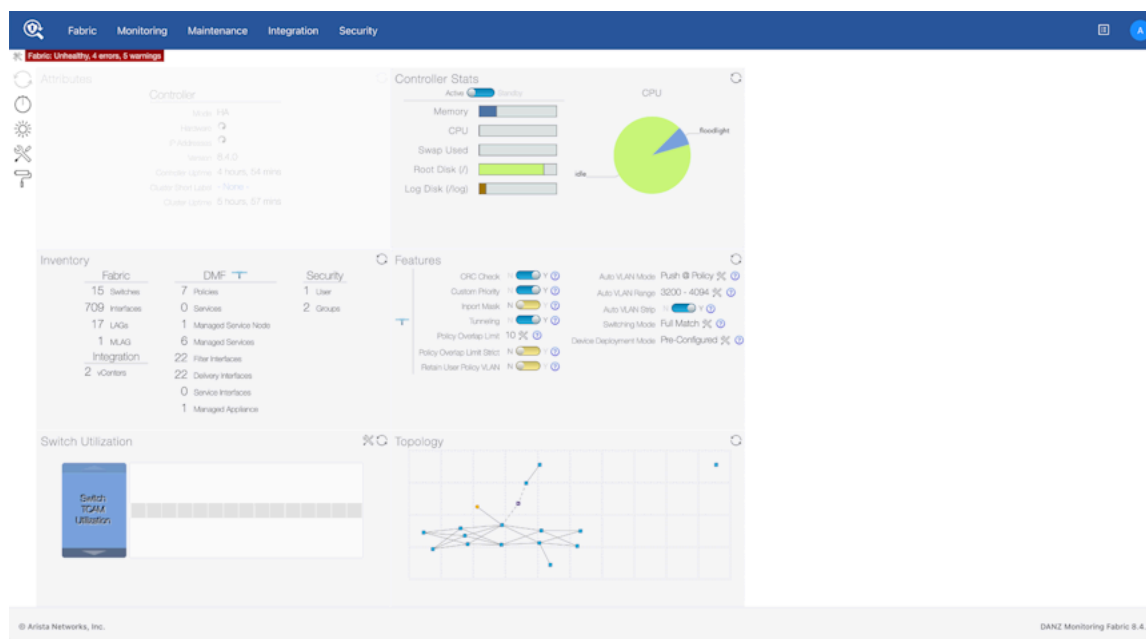 Fabric Monitoring Maintenance Integration Security
A
Fabric: Unhealthy, 4 errors, 5 warnings
Attributes
Controller
Mode HA
Hardware
IP Addresses
Version 8.4.0
Controller Uptime 4 hours, 54 mins
- None -
Cluster Uptime 5 hours, 57 mins
Controller Stats
Active Standby
Memory
CPU
Swap Used
Root Disk (/)
Log Disk (/log)
CPU
floodlight
idle
Inventory
Fabric
15 Switches
709 Interfaces
17 LAGs
1 MLAG
Integration
2 vCenters
DMF
7 Policies
0 Services
1 Managed Service Node
6 Managed Services
22 Filter Interfaces
22 Delivery Interfaces
0 Service Interfaces
1 Managed Appliance
Security
1 User
2 Groups
Features
CRC Check N Y
Custom Priority N Y
Inport Mask N Y
Tunneling N Y
Policy Overlap Limit 10
Policy Overlap Limit Strict N Y
Retain User Policy VLAN N Y
Auto VLAN Mode Push @ Policy
Auto VLAN Range 3200 - 4094
Auto VLAN Strip N Y
Switching Mode Full Match
Device Deployment Mode Pre-Configured
Switch Utilization
Switch
TCAM
Utilization
Topology
© Arista Networks, Inc.
DANZ Monitoring Fabric 8.4